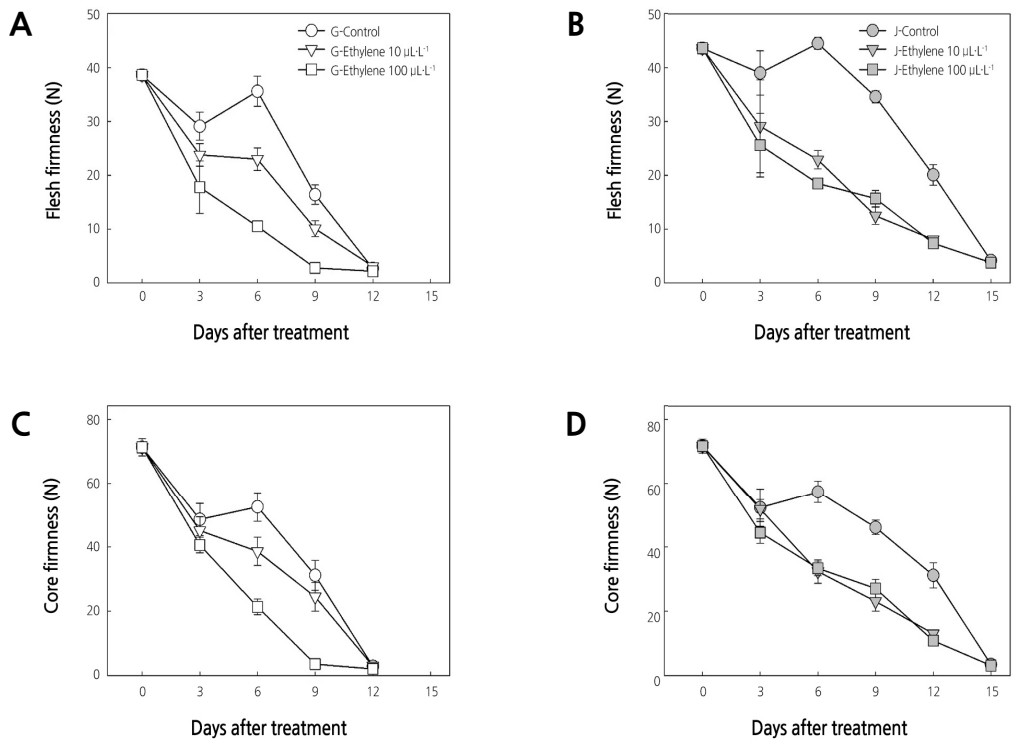 A
50
40
30
20
10
0
Flesh firmness (N)
G-Control
G-Ethylene 10 μL·L⁻¹
G-Ethylene 100 μL·L⁻¹
0 3 6 9 12 15
Days after treatment
B
50
40
30
20
10
0
Flesh firmness (N)
J-Control
J-Ethylene 10 μL·L⁻¹
J-Ethylene 100 μL·L⁻¹
0 3 6 9 12 15
Days after treatment
C
80
60
40
20
0
Core firmness (N)
0 3 6 9 12 15
Days after treatment
D
80
60
40
20
0
Core firmness (N)
0 3 6 9 12 15
Days after treatment